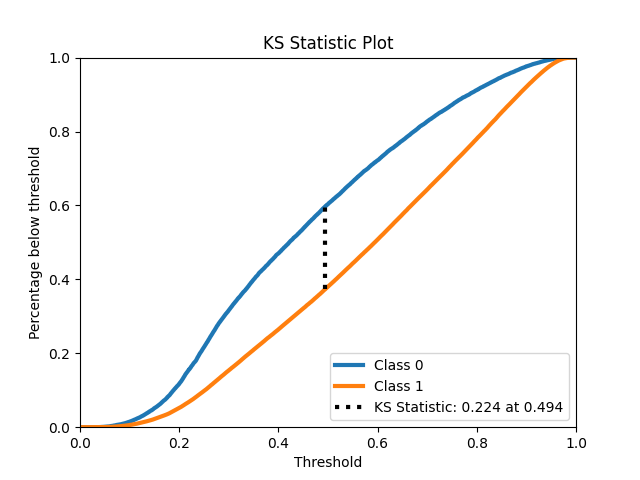 KS Statistic Plot
Percentage below threshold
1.0
0.8
0.6
0.4
0.2
0.0
0.0 0.2 0.4 0.6 0.8 1.0
Threshold
Class 0
Class 1
KS Statistic: 0.224 at 0.494